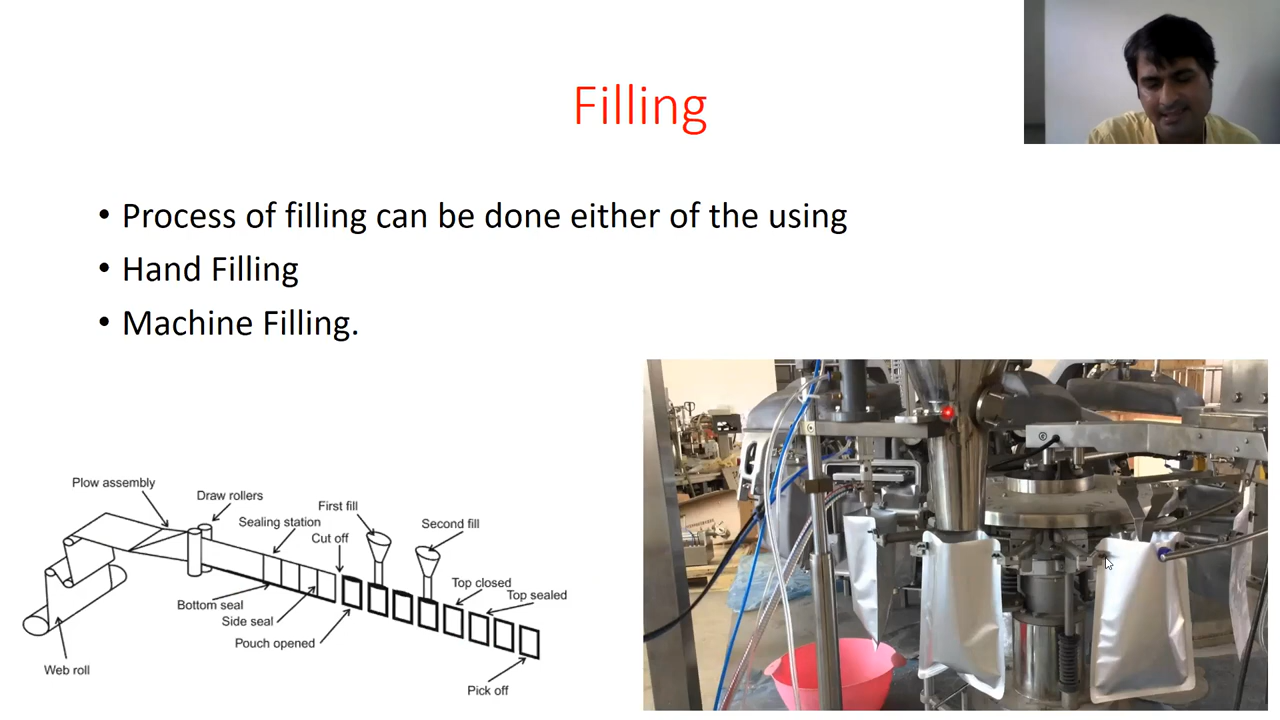 Filling
• Process of filling can be done either of the using
• Hand Filling
• Machine Filling.
Plow assembly
Draw rollers
Sealing station
First fill
Cut off
Second fill
Top closed
Top sealed
Bottom seal
Side seal
Pouch opened
Web roll
Pick off